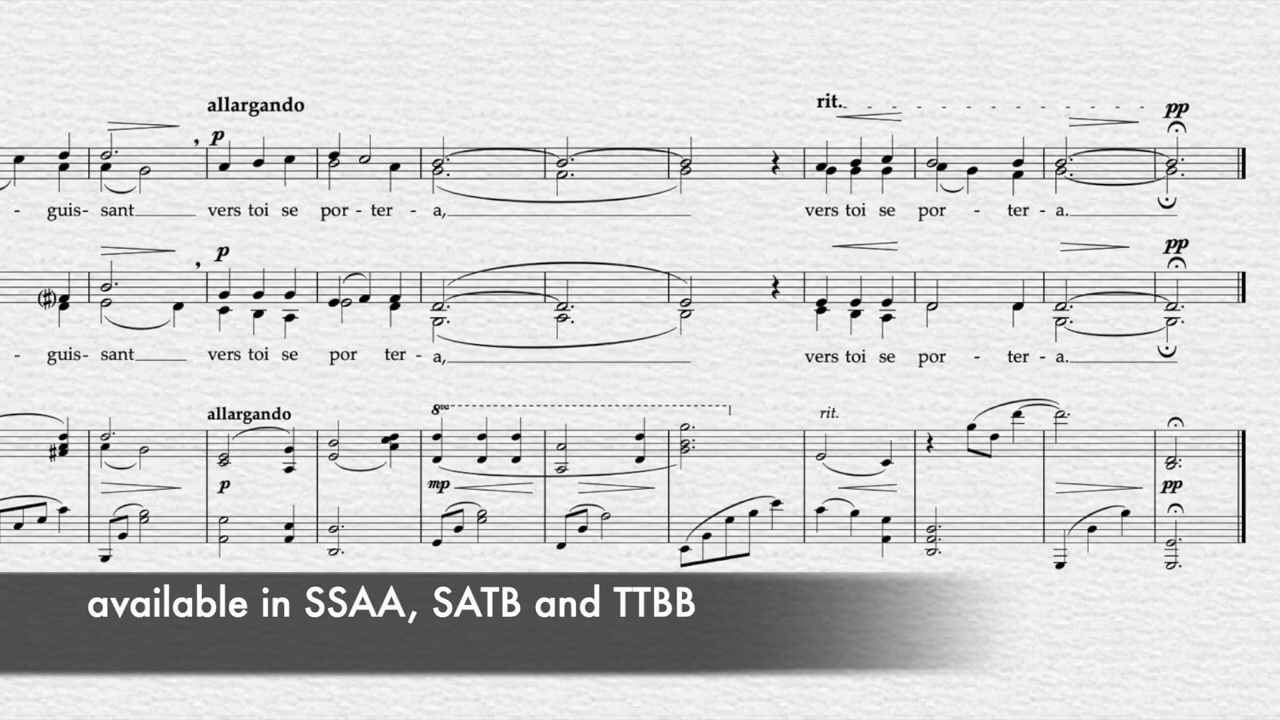 allargando
rit.
pp
p
- guis- sant vers toi se por - ter - a, vers toi se por - ter - a.
p
pp
- guis- sant vers toi se por ter - a, vers toi se por - ter - a.
allargando
8va
rit.
p
mp
pp
available in SSAA, SATB and TTBB